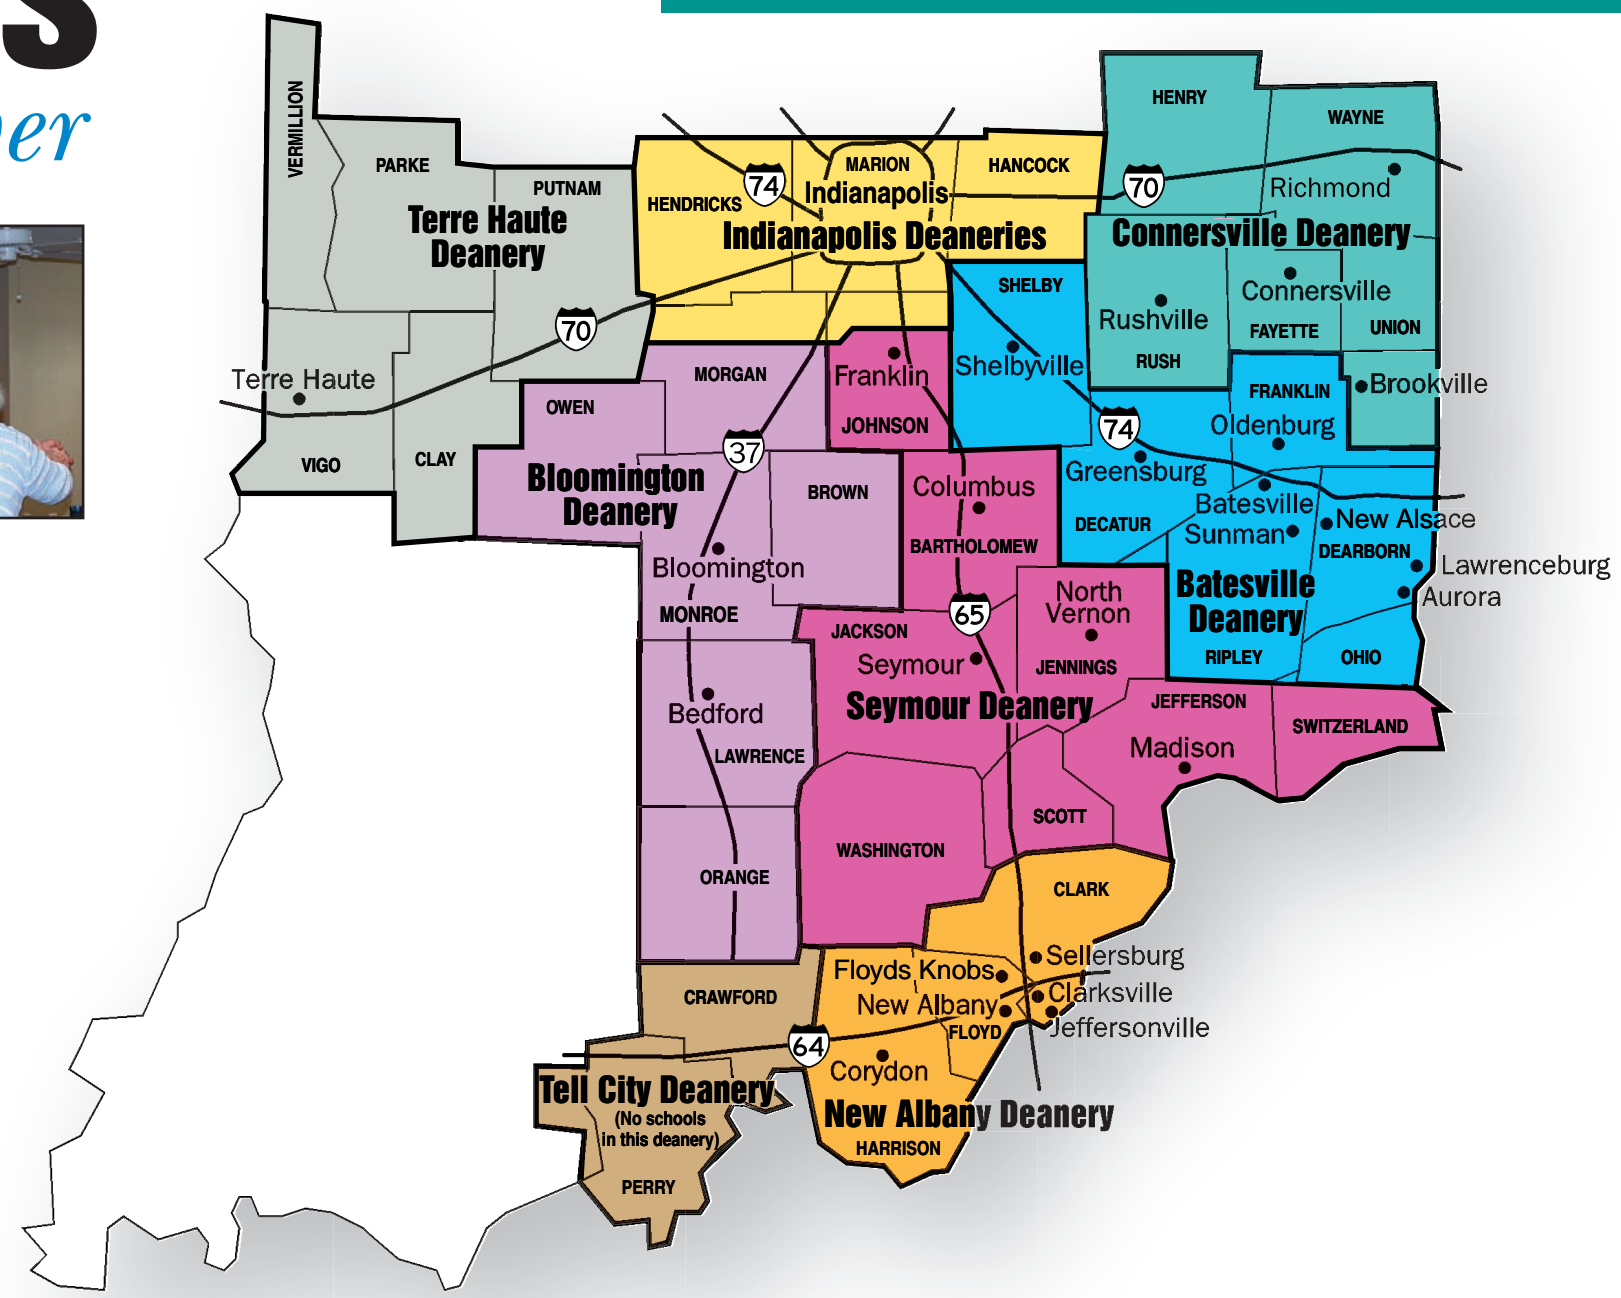 S
er
VERMILLION
PARKE
PUTNAM
Terre Haute
Deanery
70
Terre Haute
VIGO
CLAY
HENDRICKS
74
MARION
Indianapolis
HANCOCK
Indianapolis Deaneries
HENRY
WAYNE
70
Richmond
Connersville Deanery
Connersville
Rushville
FAYETTE
UNION
RUSH
Brookville
SHELBY
Shelbyville
FRANKLIN
Oldenburg
74
Greensburg
Batesville
Sunman
New Alsace
DECATUR
DEARBORN
Lawrenceburg
Aurora
Batesville
Deanery
RIPLEY
OHIO
MORGAN
OWEN
37
Bloomington
Deanery
BROWN
Bloomington
MONROE
Bedford
LAWRENCE
ORANGE
Franklin
JOHNSON
Columbus
BARTHOLOMEW
65
North
Vernon
JACKSON
Seymour
JENNINGS
Seymour Deanery
JEFFERSON
SWITZERLAND
Madison
SCOTT
WASHINGTON
CLARK
Sellersburg
Floyds Knobs
Clarksville
New Albany
Jeffersonville
FLOYD
Corydon
New Albany Deanery
HARRISON
CRAWFORD
64
Tell City Deanery
(No schools
in this deanery)
PERRY